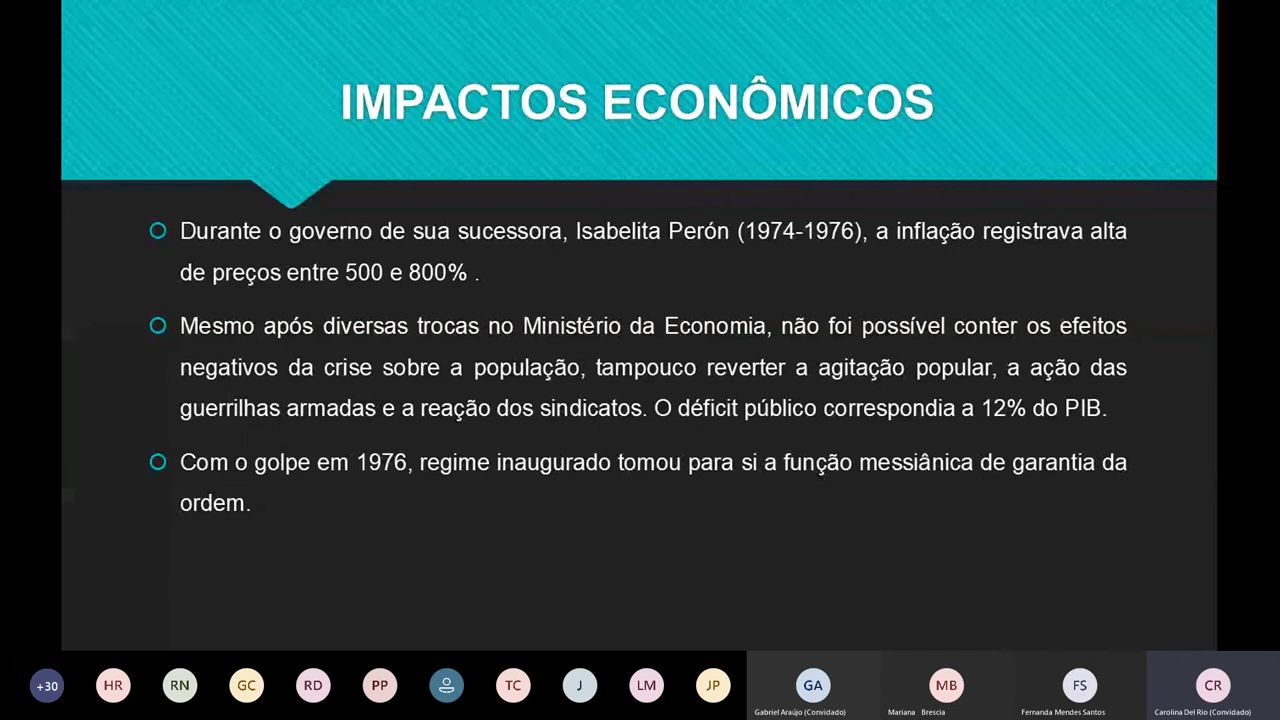 IMPACTOS ECONÔMICOS
Durante o governo de sua sucessora, Isabelita Perón (1974-1976), a inflação registrava alta
de preços entre 500 e 800% .
Mesmo após diversas trocas no Ministério da Economia, não foi possível conter os efeitos
negativos da crise sobre a população, tampouco reverter a agitação popular, a ação das
guerrilhas armadas e a reação dos sindicatos. O déficit público correspondia a 12% do PIB.
Com o golpe em 1976, regime inaugurado tomou para si a função messiânica de garantia da
ordem.
+30 HR RN GC RD PP TC J LM JP GA MB FS CR
Gabriel Araújo (Convidado) Mariana Brescia Fernanda Mendes Santos Carolina Del Rio (Convidado)